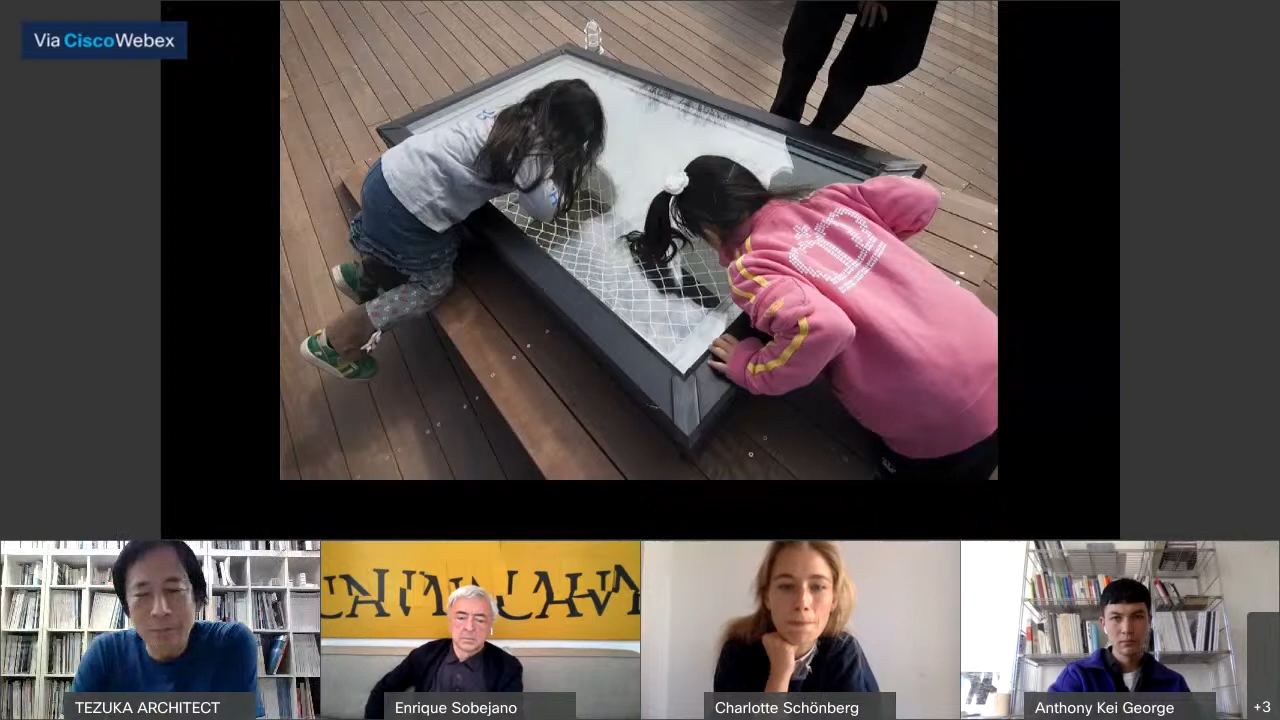 Via CiscoWebex
TEZUKA ARCHITECT
Enrique Sobejano
Charlotte Schönberg
Anthony Kei George
+3